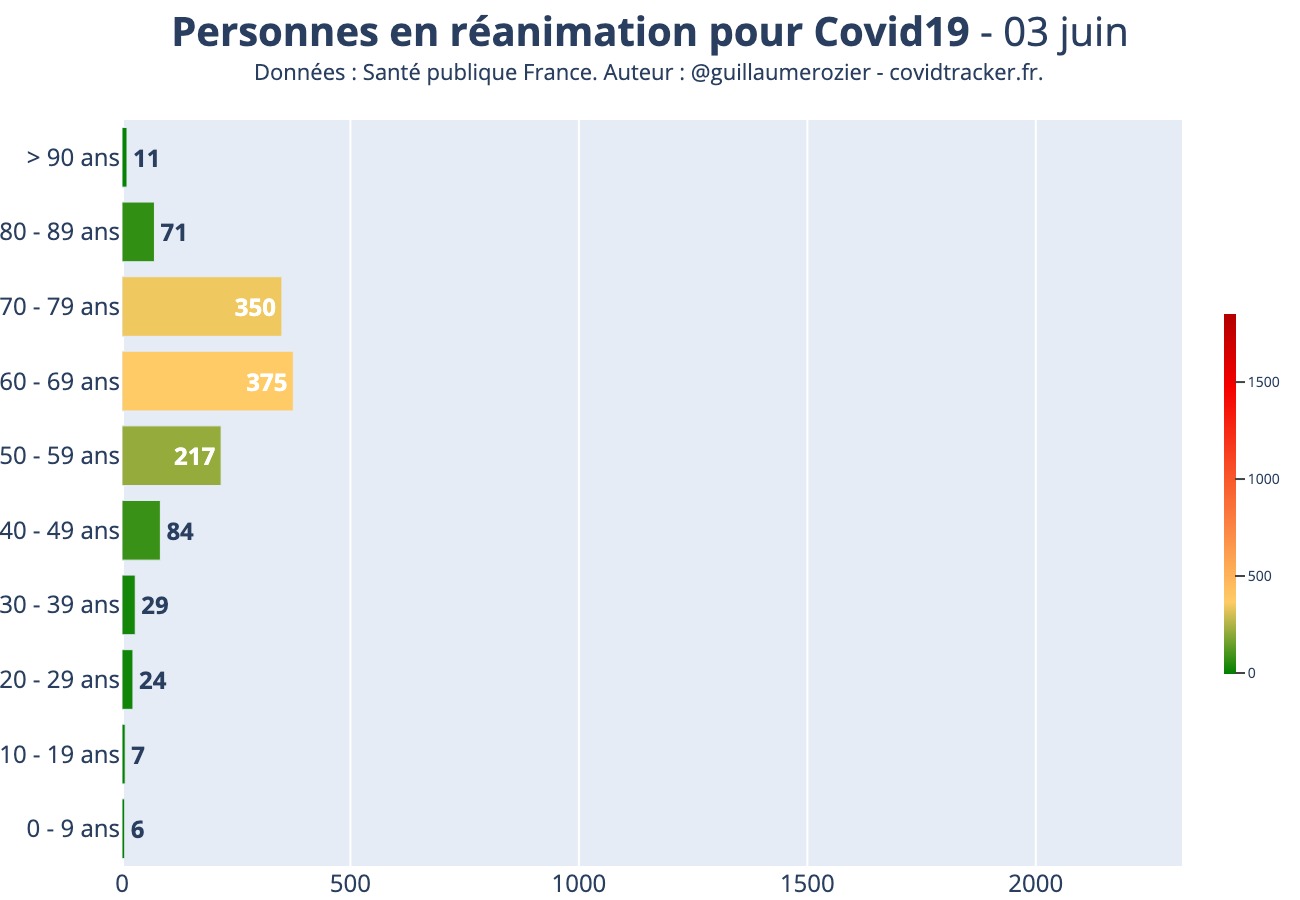 Personnes en réanimation pour Covid19 - 03 juin
Données : Santé publique France. Auteur : @guillaumerozier - covidtracker.fr.
> 90 ans 11
80 - 89 ans 71
70 - 79 ans 350
60 - 69 ans 375
50 - 59 ans 217
40 - 49 ans 84
30 - 39 ans 29
20 - 29 ans 24
10 - 19 ans 7
0 - 9 ans 6
0 500 1000 1500 2000
1500
1000
500
0